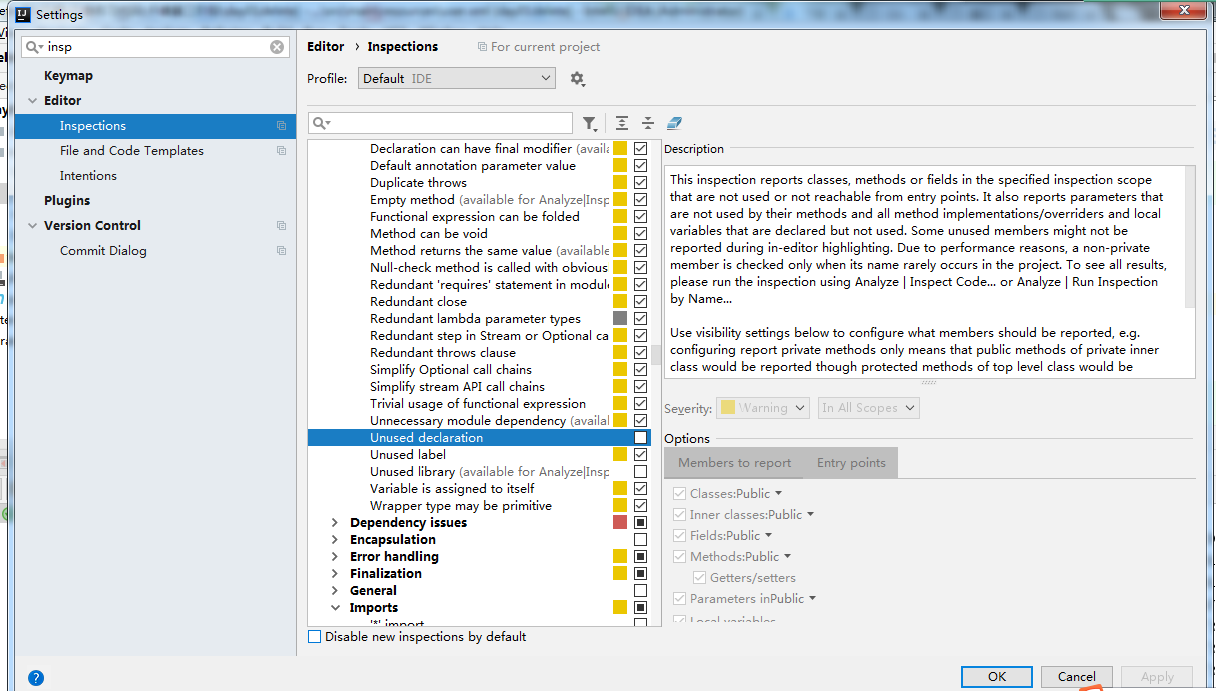 Settings
insp
Keymap
Editor
Inspections
File and Code Templates
Intentions
Plugins
Version Control
Commit Dialog
Editor › Inspections
For current project
Profile:
Default IDE
Declaration can have final modifier (availa
Default annotation parameter value
Duplicate throws
Empty method (available for Analyze|Insp
Functional expression can be folded
Method can be void
Method returns the same value (available
Null-check method is called with obvious
Redundant 'requires' statement in module
Redundant close
Redundant lambda parameter types
Redundant step in Stream or Optional ca
Redundant throws clause
Simplify Optional call chains
Simplify stream API call chains
Trivial usage of functional expression
Unnecessary module dependency (availal
Unused declaration
Unused label
Unused library (available for Analyze|Insp
Variable is assigned to itself
Wrapper type may be primitive
Dependency issues
Encapsulation
Error handling
Finalization
General
Imports
'*' import
Disable new inspections by default
Description
This inspection reports classes, methods or fields in the specified inspection scope
that are not used or not reachable from entry points. It also reports parameters that
are not used by their methods and all method implementations/overriders and local
variables that are declared but not used. Some unused members might not be
reported during in-editor highlighting. Due to performance reasons, a non-private
member is checked only when its name rarely occurs in the project. To see all results,
please run the inspection using Analyze | Inspect Code... or Analyze | Run Inspection
by Name...
Use visibility settings below to configure what members should be reported, e.g.
configuring report private methods only means that public methods of private inner
class would be reported though protected methods of top level class would be
Severity:
Warning
In All Scopes
Options
Members to report
Entry points
Classes:Public
Inner classes:Public
Fields:Public
Methods:Public
Getters/setters
Parameters inPublic
Local variables
?
OK
Cancel
Apply